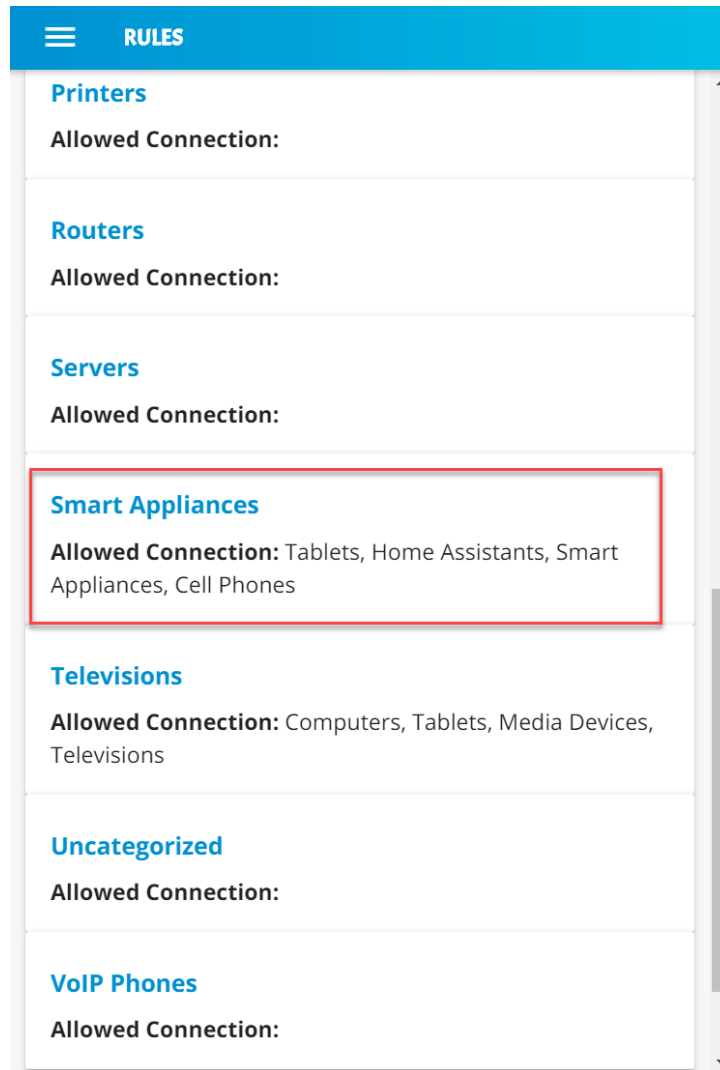 RULES
Printers
Allowed Connection:
Routers
Allowed Connection:
Servers
Allowed Connection:
Smart Appliances
Allowed Connection: Tablets, Home Assistants, Smart
Appliances, Cell Phones
Televisions
Allowed Connection: Computers, Tablets, Media Devices,
Televisions
Uncategorized
Allowed Connection:
VoIP Phones
Allowed Connection: